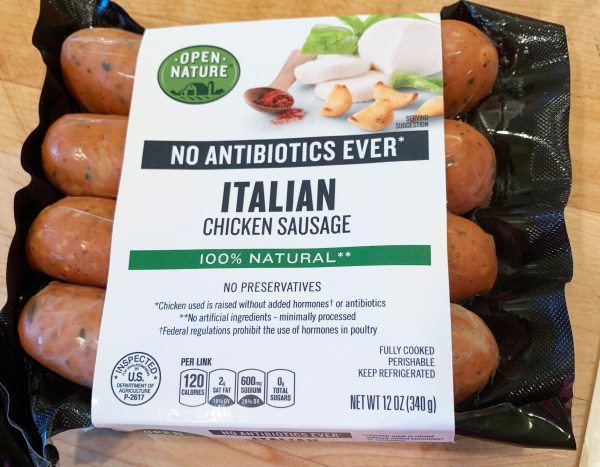 OPEN
NATURE®
SERVING
SUGGESTION
NO ANTIBIOTICS EVER*
ITALIAN
CHICKEN SAUSAGE
100% NATURAL**
NO PRESERVATIVES
*Chicken used is raised without added hormones† or antibiotics
**No artificial ingredients - minimally processed
†Federal regulations prohibit the use of hormones in poultry
FULLY COOKED
PERISHABLE
KEEP REFRIGERATED
INSPECTED
U.S.
DEPARTMENT OF
AGRICULTURE
P-2617
PER LINK
120 CALORIES
2g SAT FAT 10% DV
600mg SODIUM 26% DV
0g TOTAL SUGARS
NET WT 12 OZ (340g)
OPEN NATURE
NO ANTIBIOTICS EVER*
ITALIAN